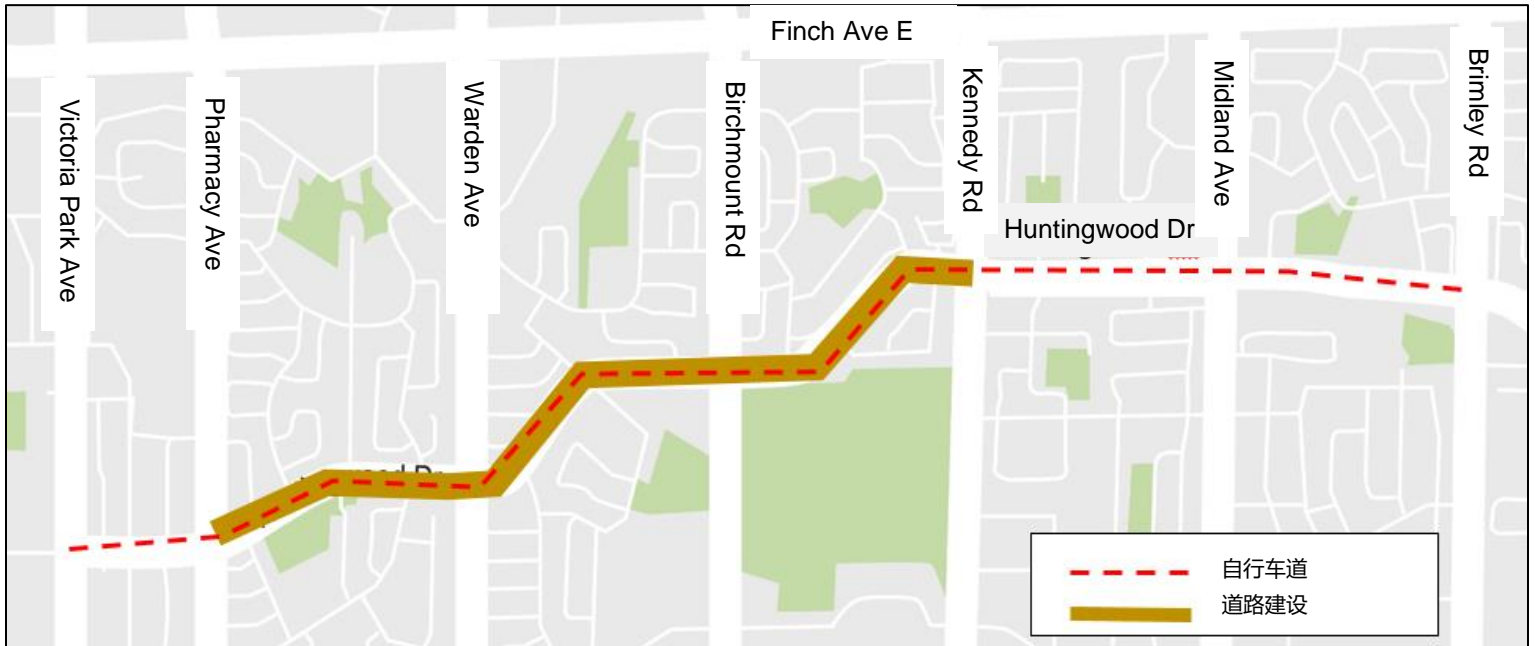 Finch Ave E
Victoria Park Ave
Pharmacy Ave
Warden Ave
Birchmount Rd
Kennedy Rd
Midland Ave
Brimley Rd
Huntingwood Dr
自行车道
道路建设